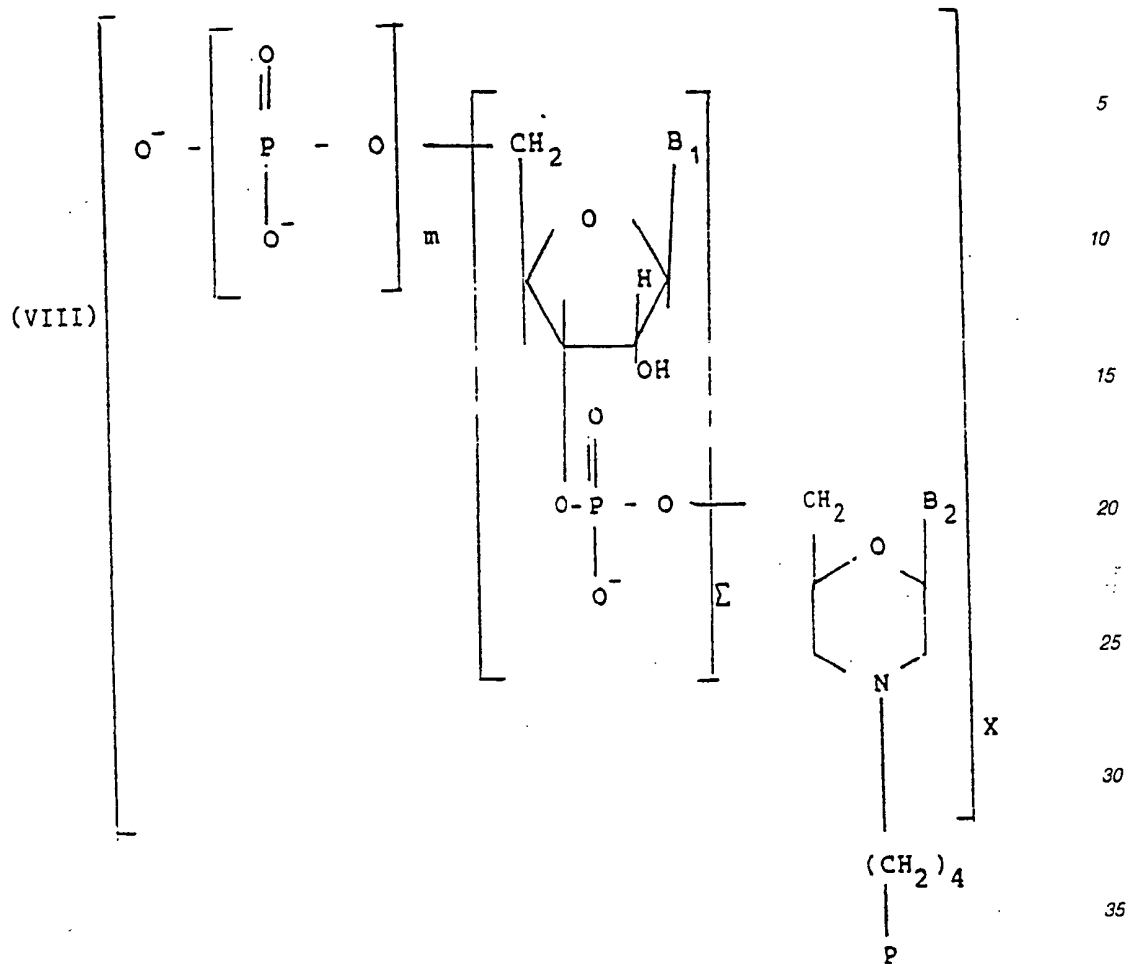 O
5
O⁻ - P - O CH₂ B₁
O⁻ m O 10
H
(VIII)
OH 15
O
O-P - O CH₂ B₂ 20
O
O⁻ Σ
25
N
X
30
(CH₂)₄
35
P